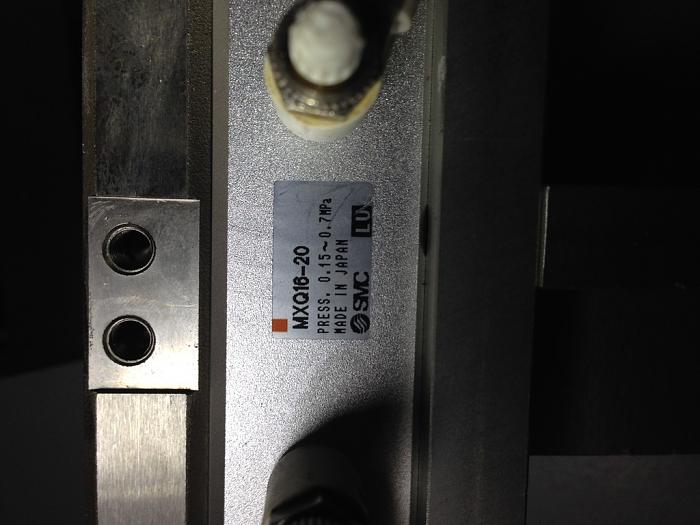 MXQ16-20
PRESS. 0.15~0.7MPa
MADE IN JAPAN
SMC LU